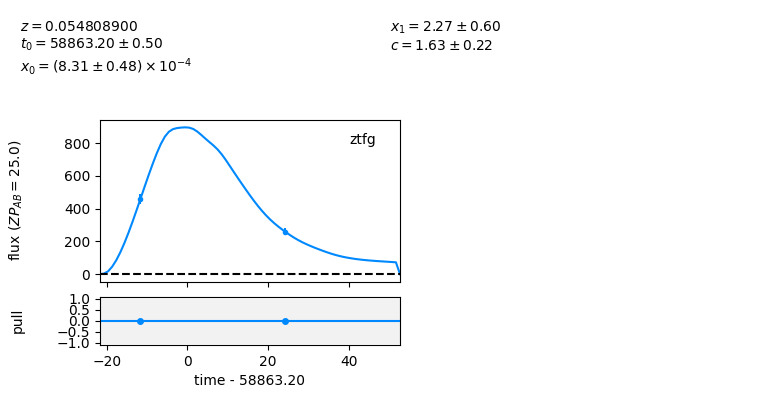 z = 0.054808900
t₀ = 58863.20 ± 0.50
x₀ = (8.31 ± 0.48) × 10⁻⁴
x₁ = 2.27 ± 0.60
c = 1.63 ± 0.22
ztfg
flux (ZP_AB = 25.0)
800
600
400
200
0
pull
1.0
0.5
0.0
−0.5
−1.0
−20 0 20 40
time - 58863.20